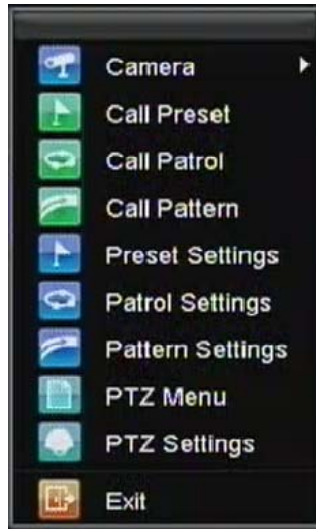 Camera
Call Preset
Call Patrol
Call Pattern
Preset Settings
Patrol Settings
Pattern Settings
PTZ Menu
PTZ Settings
Exit